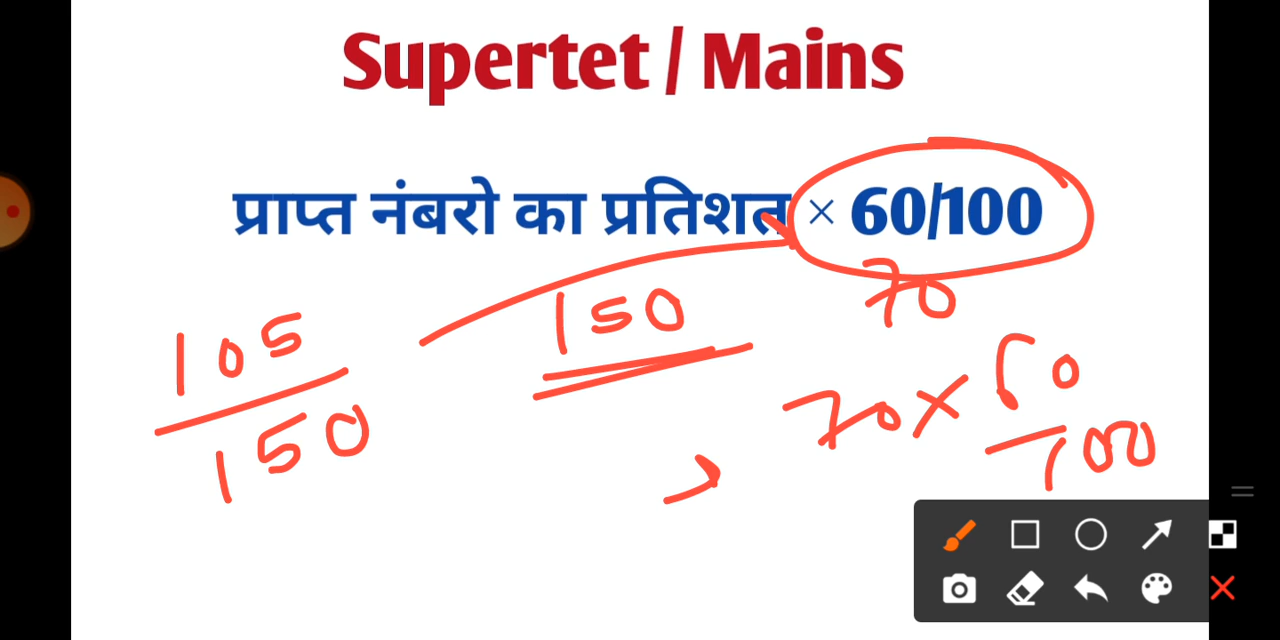 Supertet / Mains
प्राप्त नंबरो का प्रतिशत × 60/100
70
150
105
150
70 × 60
100